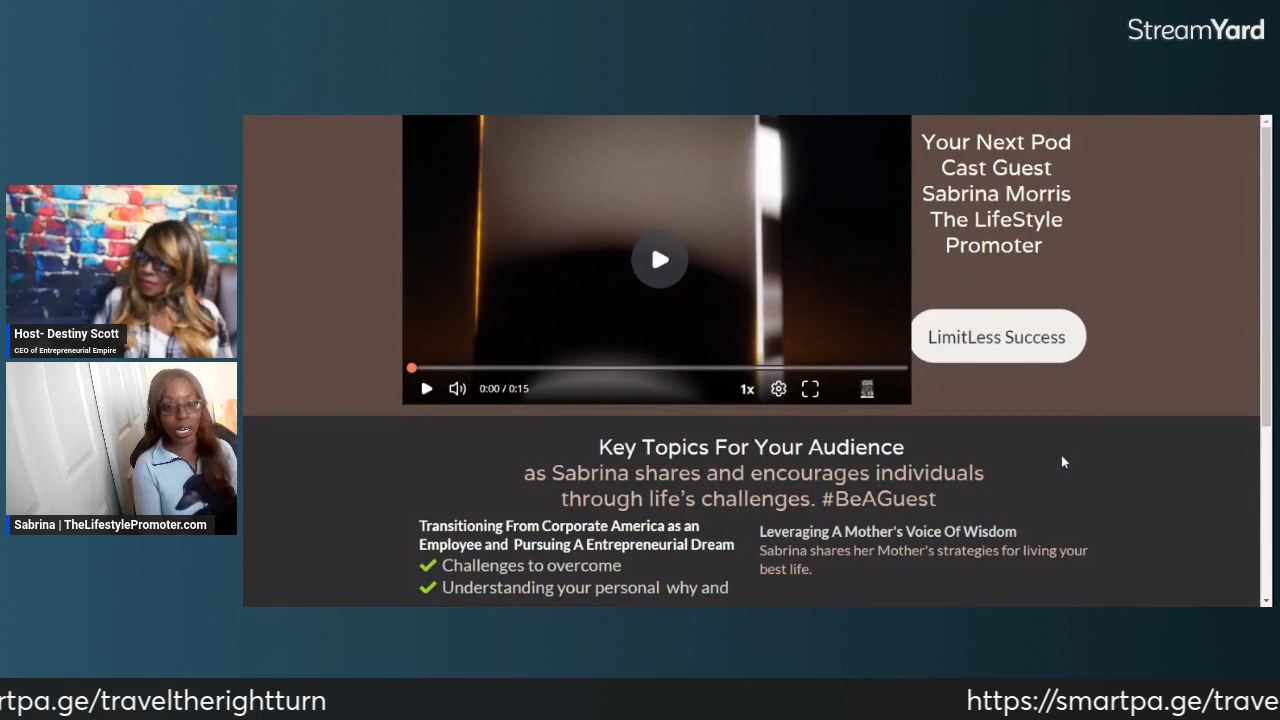 StreamYard
Host- Destiny Scott
CEO of Entrepreneurial Empire
Sabrina | TheLifestylePromoter.com
0:00 / 0:15
1x
Your Next Pod
Cast Guest
Sabrina Morris
The LifeStyle
Promoter
LimitLess Success
Key Topics For Your Audience
as Sabrina shares and encourages individuals
through life's challenges. #BeAGuest
Transitioning From Corporate America as an
Employee and Pursuing A Entrepreneurial Dream
Challenges to overcome
Understanding your personal why and
Leveraging A Mother's Voice Of Wisdom
Sabrina shares her Mother's strategies for living your
best life.
rtpa.ge/traveltherightturn
https://smartpa.ge/trave